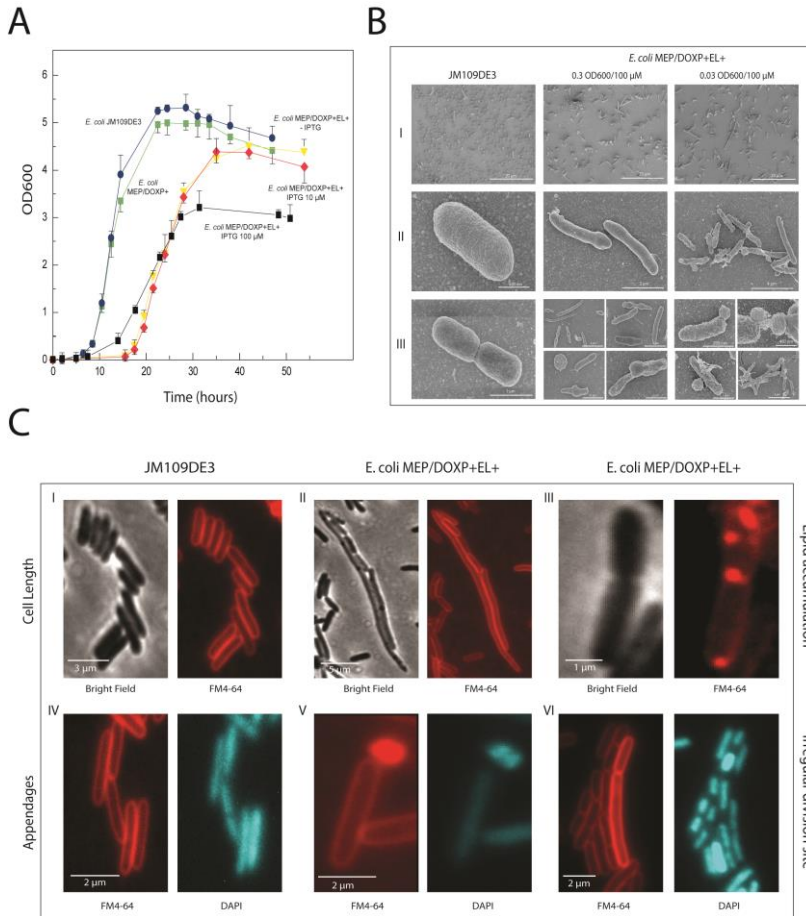 A
6
5
4
3
2
1
0
0
10
20
30
40
50
OD600
Time (hours)
E. coli JM109DE3
E. coli
MEP/DOXP+
E. coli MEP/DOXP+EL+
- IPTG
E. coli MEP/DOXP+EL+
IPTG 10 µM
E. coli MEP/DOXP+EL+
IPTG 100 µM
B
E. coli MEP/DOXP+EL+
JM109DE3
0.3 OD600/100 µM
0.03 OD600/100 µM
I
II
III
C
JM109DE3
E. coli MEP/DOXP+EL+
E. coli MEP/DOXP+EL+
Cell Length
I
3 µm
Bright Field
FM4-64
II
5 µm
Bright Field
FM4-64
III
1 µm
Bright Field
FM4-64
Lipid accumulation
Appendages
IV
2 µm
FM4-64
DAPI
V
2 µm
FM4-64
DAPI
VI
2 µm
FM4-64
DAPI
Irregular division site